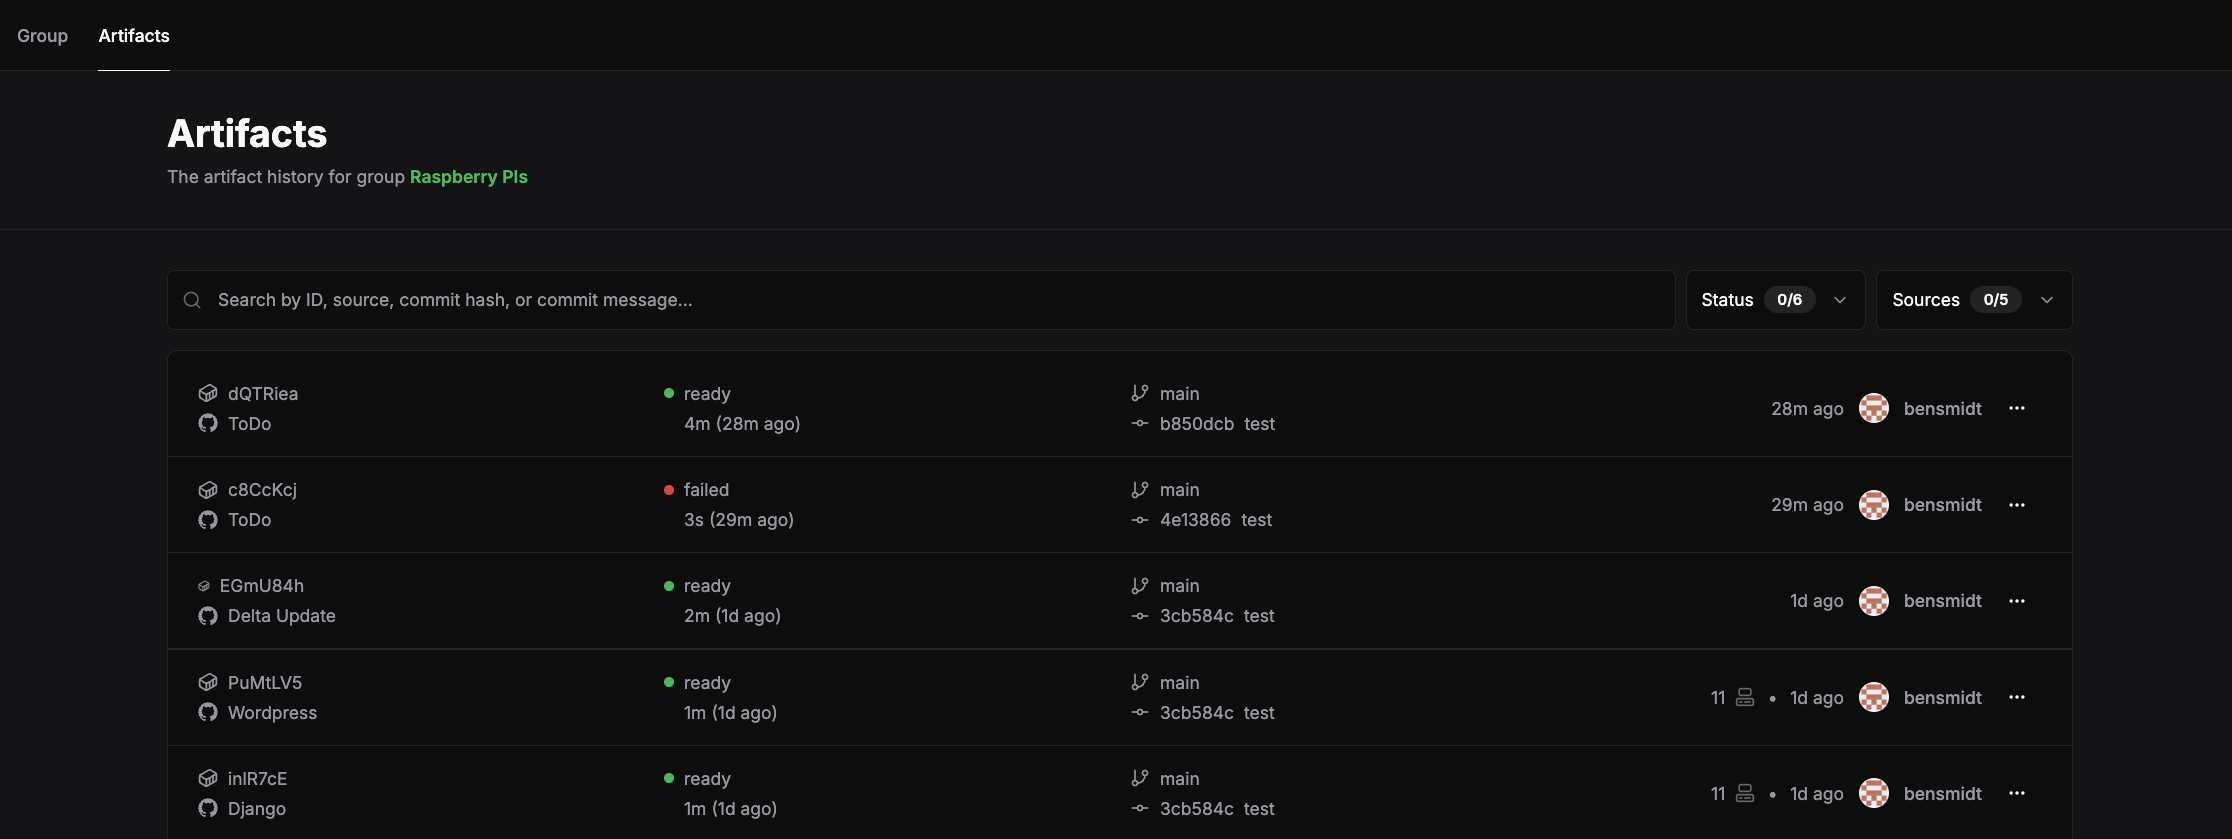 Group Artifacts
Artifacts
The artifact history for group Raspberry PIs
Search by ID, source, commit hash, or commit message...
Status 0/6
Sources 0/5
dQTRiea
ToDo
ready
4m (28m ago)
main
b850dcb test
28m ago bensmidt
c8CcKcj
ToDo
failed
3s (29m ago)
main
4e13866 test
29m ago bensmidt
EGmU84h
Delta Update
ready
2m (1d ago)
main
3cb584c test
1d ago bensmidt
PuMtLV5
Wordpress
ready
1m (1d ago)
main
3cb584c test
11 • 1d ago bensmidt
inIR7cE
Django
ready
1m (1d ago)
main
3cb584c test
11 • 1d ago bensmidt